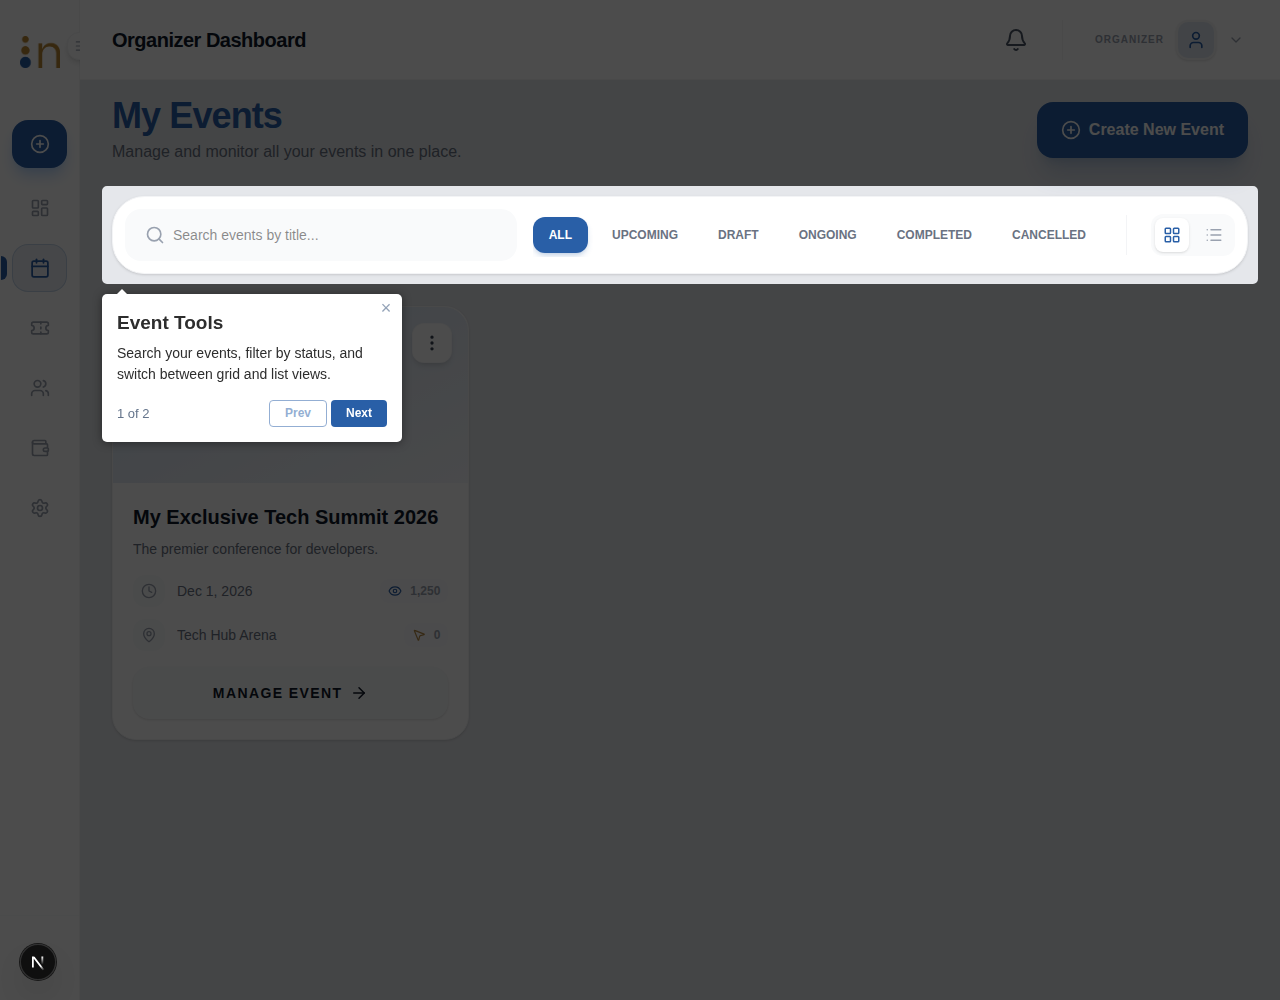 in
Organizer Dashboard
ORGANIZER
My Events
Manage and monitor all your events in one place.
Create New Event
Search events by title...
ALL
UPCOMING
DRAFT
ONGOING
COMPLETED
CANCELLED
Event Tools
×
Search your events, filter by status, and
switch between grid and list views.
1 of 2
Prev
Next
My Exclusive Tech Summit 2026
The premier conference for developers.
Dec 1, 2026
1,250
Tech Hub Arena
0
MANAGE EVENT
N